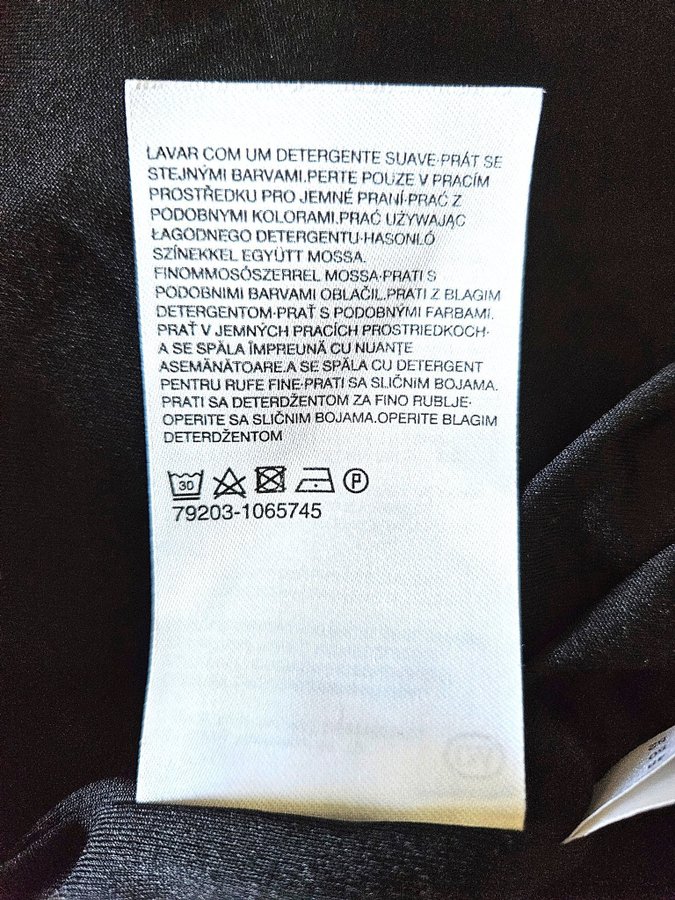 LAVAR COM UM DETERGENTE SUAVE·PRÁT SE
STEJNÝMI BARVAMI.PERTE POUZE V PRACÍM
PROSTŘEDKU PRO JEMNÉ PRANÍ·PRAĆ Z
PODOBNYMI KOLORAMI.PRAĆ UŻYWAJĄC
ŁAGODNEGO DETERGENTU·HASONLÓ
SZÍNEKKEL EGYÜTT MOSSA.
FINOMMOSÓSZERREL MOSSA·PRATI S
PODOBNIMI BARVAMI OBLAČIL.PRATI Z BLAGIM
DETERGENTOM·PRAŤ S PODOBNÝMI FARBAMI.
PRAŤ V JEMNÝCH PRACÍCH PROSTRIEDKOCH·
A SE SPĂLA ÎMPREUNĂ CU NUANȚE
ASEMĂNĂTOARE.A SE SPĂLA CU DETERGENT
PENTRU RUFE FINE·PRATI SA SLIČNIM BOJAMA.
PRATI SA DETERDŽENTOM ZA FINO RUBLJE·
OPERITE SA SLIČNIM BOJAMA.OPERITE BLAGIM
DETERDŽENTOM
30 P
79203-1065745